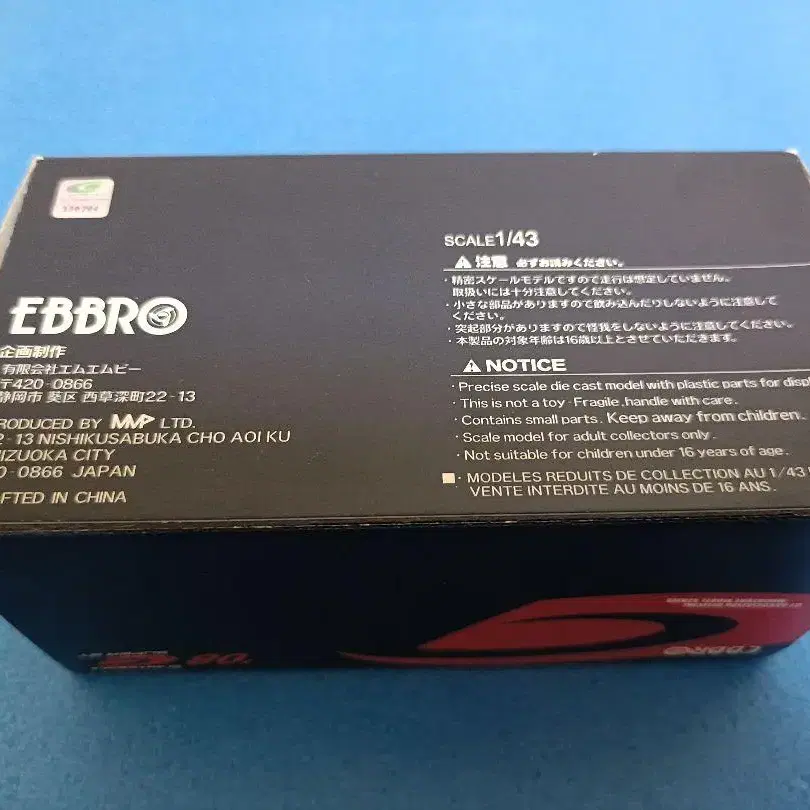 EBBRO
企画制作
有限会社エムエムピー
〒420-0866
静岡市 葵区 西草深町22-13
RODUCED BY MMP LTD.
2-13 NISHIKUSABUKA CHO AOI KU
IZUOKA CITY
0-0866 JAPAN
AFTED IN CHINA
SCALE 1/43
注意 必ずお読みください。
・精密スケールモデルですので走行は想定していません。
取扱いには十分注意してください。
・小さな部品がありますので飲み込んだりしないように注意して
ください。
・突起部分がありますので怪我をしないように注意してください。
・本製品の対象年齢は16歳以上とさせていただきます。
NOTICE
・Precise scale die cast model with plastic parts for displ
・This is not a toy・Fragile, handle with care.
・Contains small parts. Keep away from children.
・Scale model for adult collectors only.
・Not suitable for children under 16 years of age.
・MODELES REDUITS DE COLLECTION AU 1/43
VENTE INTERDITE AU MOINS DE 16 ANS.
EBBRO